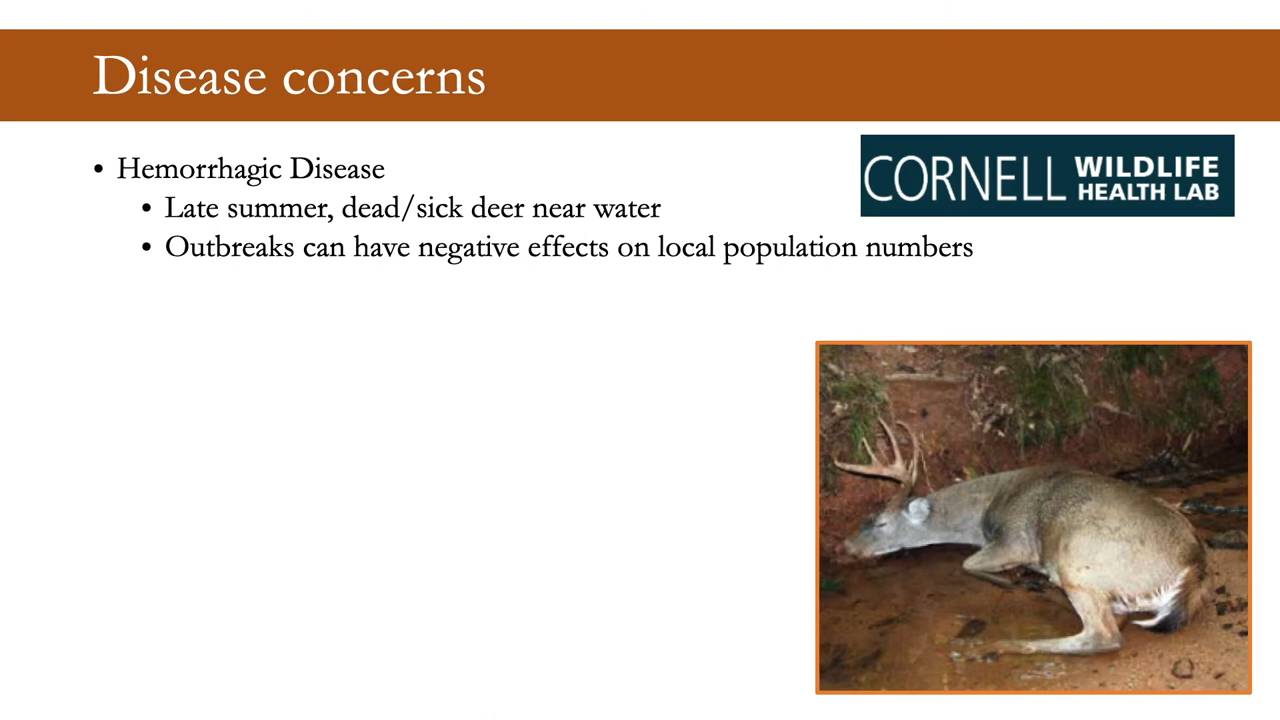 Disease concerns
• Hemorrhagic Disease
• Late summer, dead/sick deer near water
• Outbreaks can have negative effects on local population numbers
CORNELL WILDLIFE HEALTH LAB